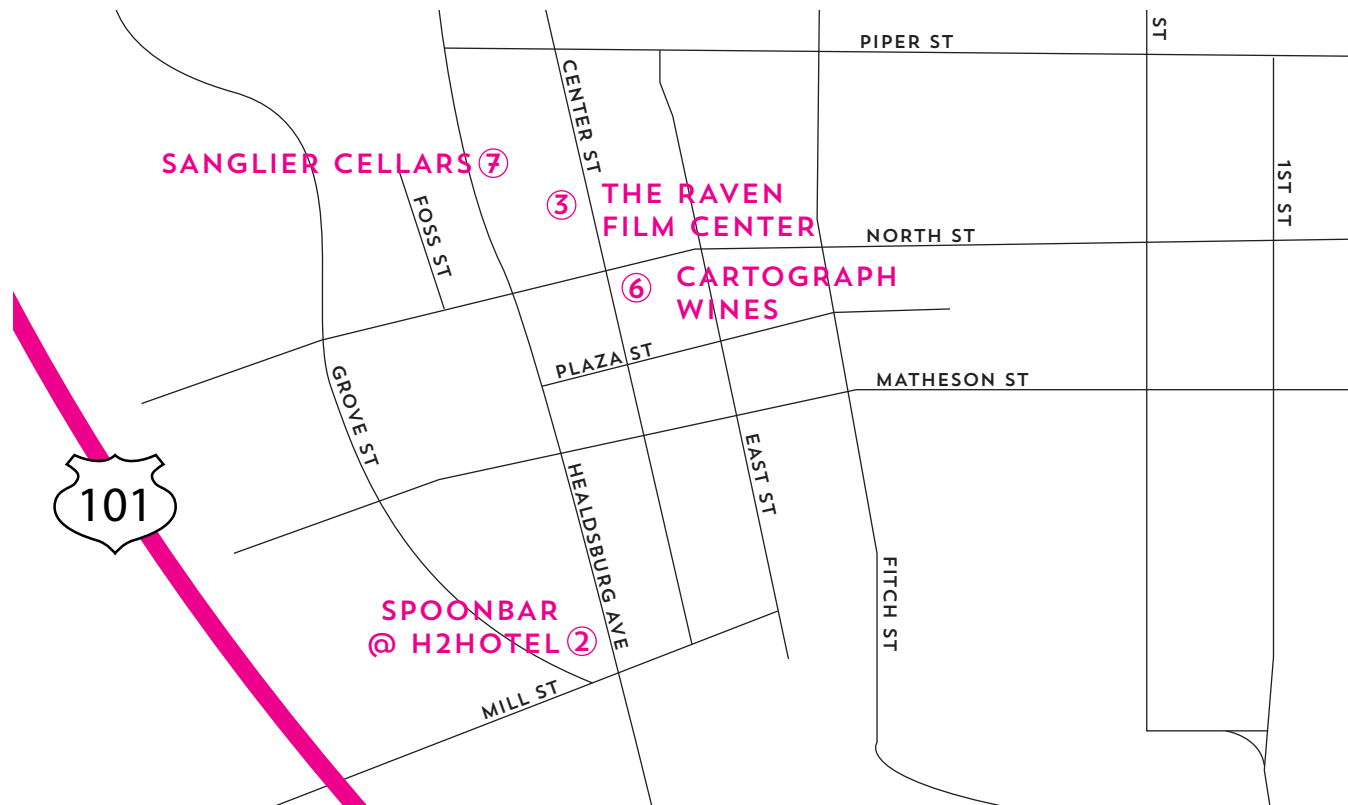 ST
PIPER ST
CENTER ST
SANGLIER CELLARS 7
1ST ST
3 THE RAVEN
FILM CENTER
FOSS ST
NORTH ST
6 CARTOGRAPH
WINES
PLAZA ST
MATHESON ST
GROVE ST
EAST ST
HEALDSBURG AVE
101
FITCH ST
SPOONBAR
@ H2HOTEL 2
MILL ST